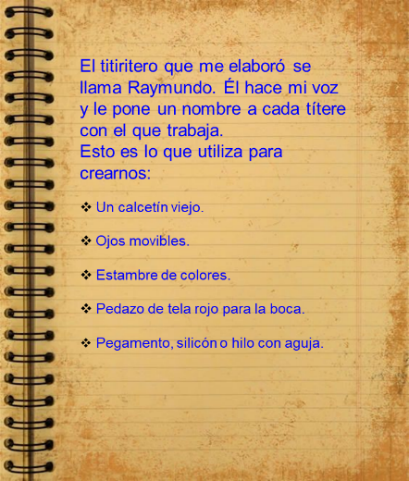 El titiritero que me elaboró se
llama Raymundo. Él hace mi voz
y le pone un nombre a cada títere
con el que trabaja.
Esto es lo que utiliza para
crearnos:
❖ Un calcetín viejo.
❖ Ojos movibles.
❖ Estambre de colores.
❖ Pedazo de tela rojo para la boca.
❖ Pegamento, silicón o hilo con aguja.